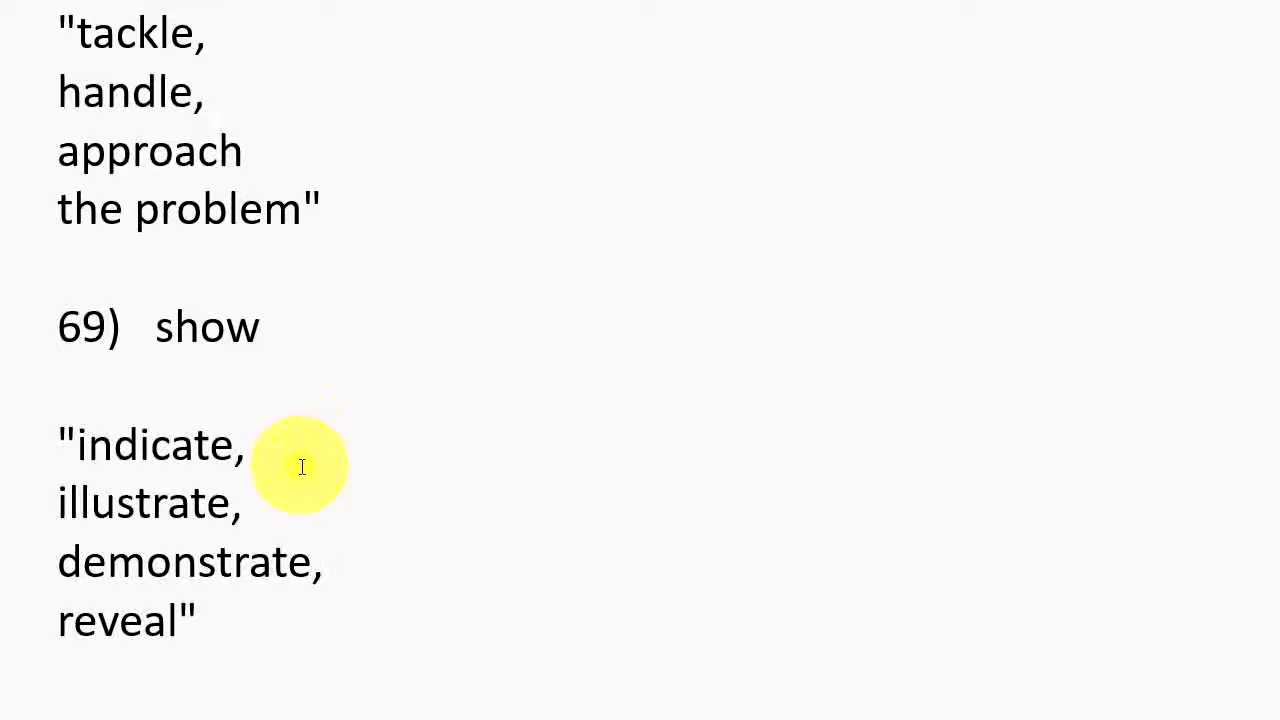 "tackle,
handle,
approach
the problem"
69) show
"indicate,
illustrate,
demonstrate,
reveal"